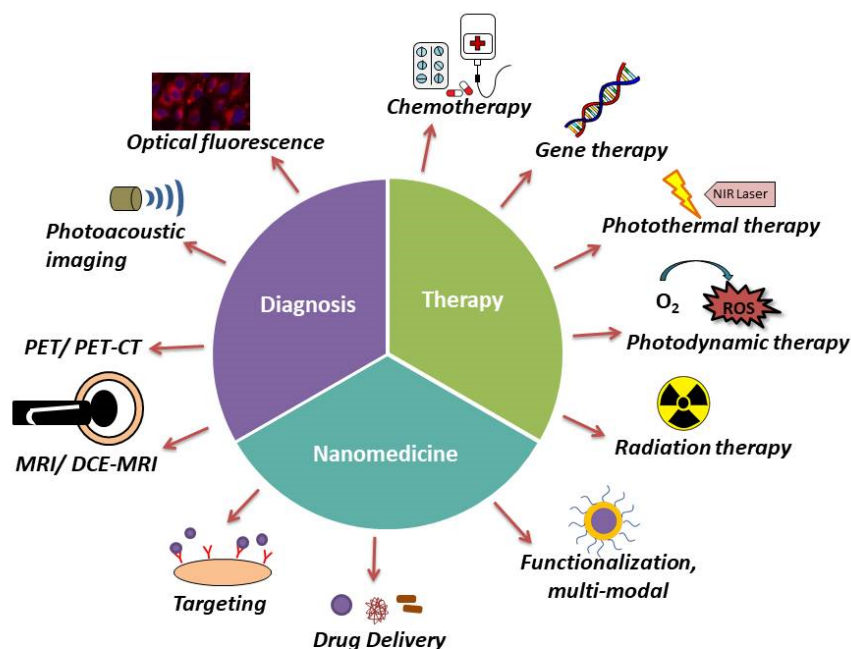 Chemotherapy
Optical fluorescence
Gene therapy
NIR Laser
Photoacoustic
imaging
Photothermal therapy
Diagnosis
Therapy
O₂
ROS
PET/ PET-CT
Photodynamic therapy
MRI/ DCE-MRI
Radiation therapy
Nanomedicine
Targeting
Functionalization,
multi-modal
Drug Delivery